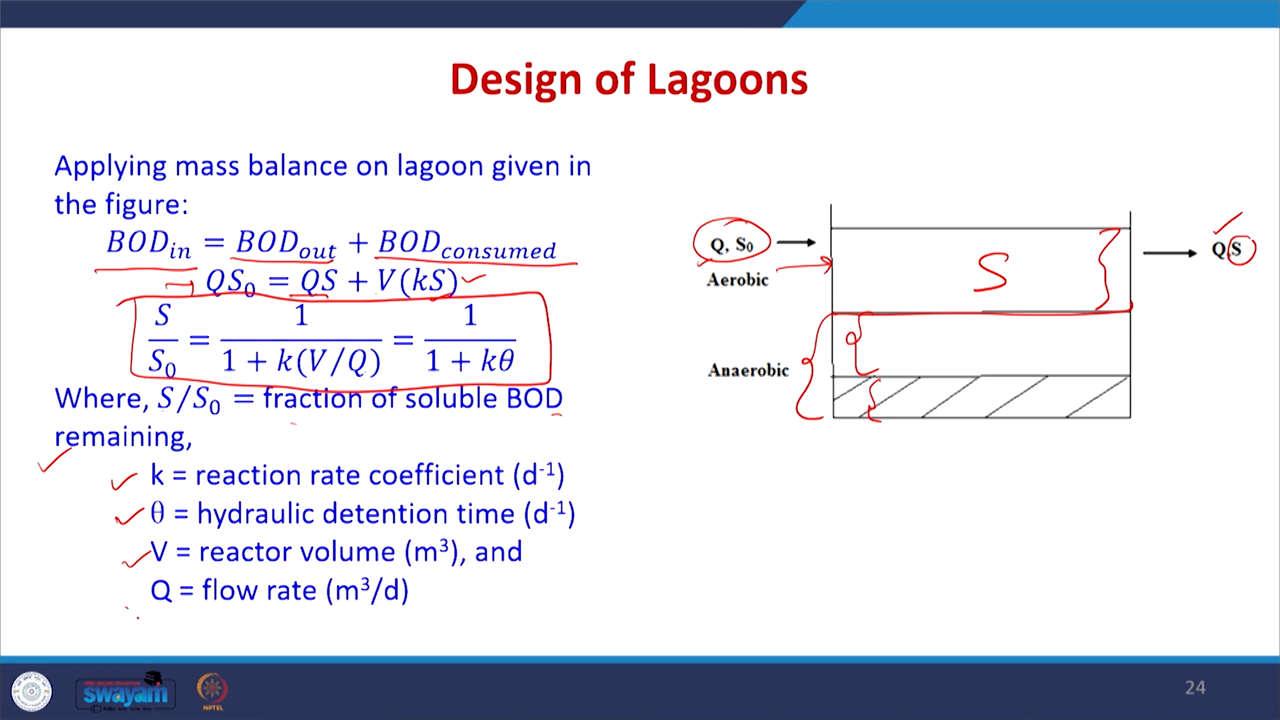 Design of Lagoons
Applying mass balance on lagoon given in
the figure:
𝐵𝑂𝐷ᵢₙ = 𝐵𝑂𝐷ₒᵤₜ + 𝐵𝑂𝐷_consumed
QS₀ = QS + V(kS)
S/S₀ = 1/(1 + k(V/Q)) = 1/(1 + kθ)
Where, S/S₀ = fraction of soluble BOD
remaining,
k = reaction rate coefficient (d⁻¹)
θ = hydraulic detention time (d⁻¹)
V = reactor volume (m³), and
Q = flow rate (m³/d)
Q, S₀
Aerobic
S
Q,S
Anaerobic
swayam
NPTEL
24